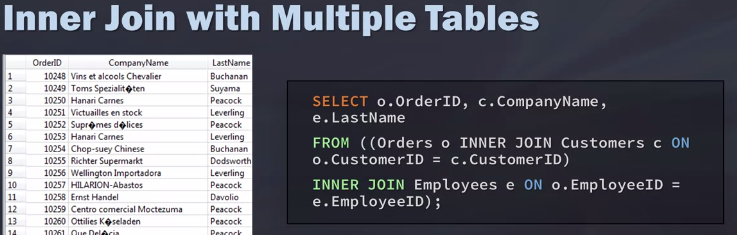 Inner Join with Multiple Tables
OrderID CompanyName LastName
1 10248 Vins et alcools Chevalier Buchanan
2 10249 Toms Spezialit�ten Suyama
3 10250 Hanari Carnes Peacock
4 10251 Victuailles en stock Leverling
5 10252 Supr�mes d�lices Peacock
6 10253 Hanari Carnes Leverling
7 10254 Chop-suey Chinese Buchanan
8 10255 Richter Supermarkt Dodsworth
9 10256 Wellington Importadora Leverling
10 10257 HILARION-Abastos Peacock
11 10258 Ernst Handel Davolio
12 10259 Centro comercial Moctezuma Peacock
13 10260 Ottilies K�seladen Peacock
14 10261 Que Del�cia Peacock
SELECT o.OrderID, c.CompanyName,
e.LastName
FROM ((Orders o INNER JOIN Customers c ON
o.CustomerID = c.CustomerID)
INNER JOIN Employees e ON o.EmployeeID =
e.EmployeeID);